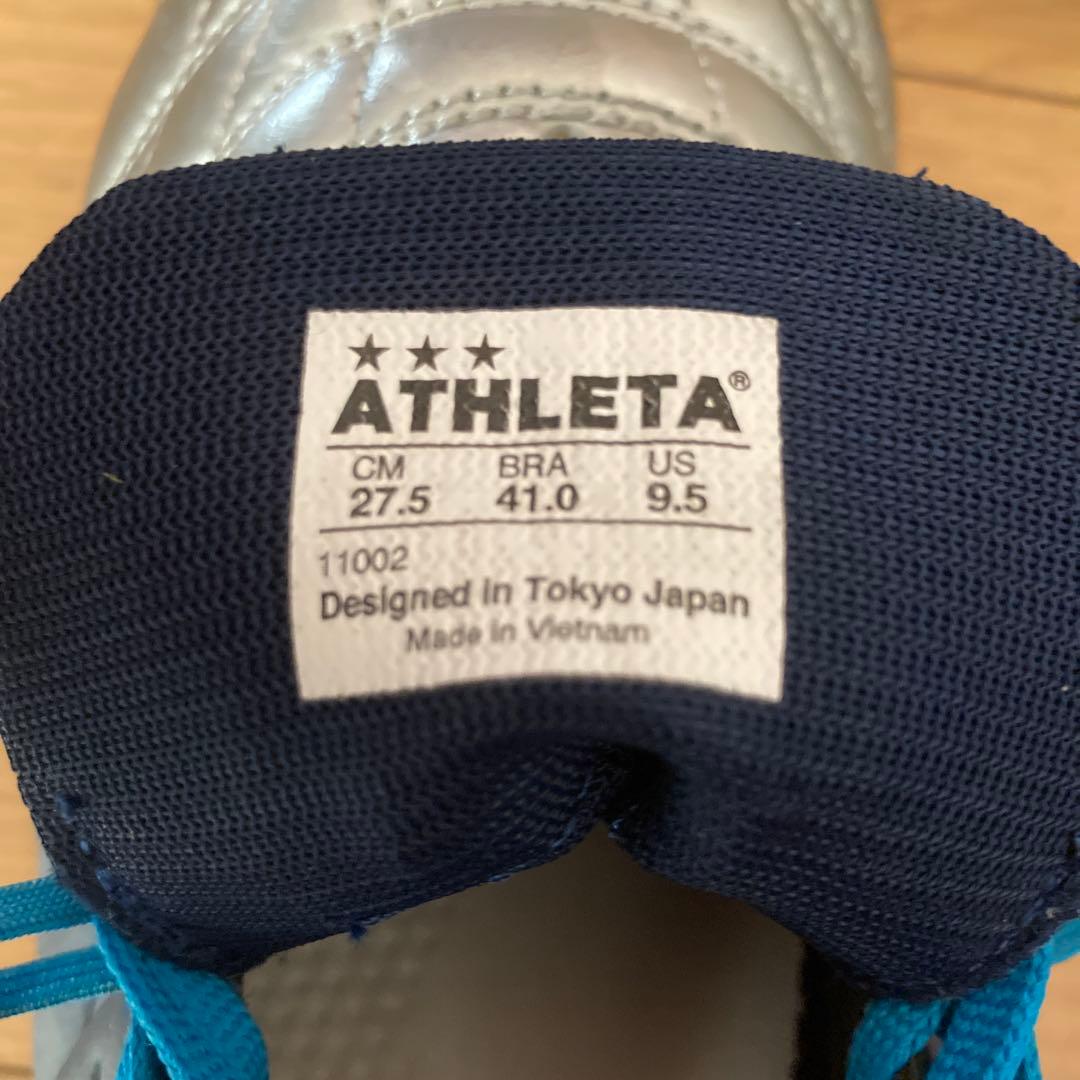 ★★★
ATHLETA®
CM BRA US
27.5 41.0 9.5
11002
Designed in Tokyo Japan
Made in Vietnam